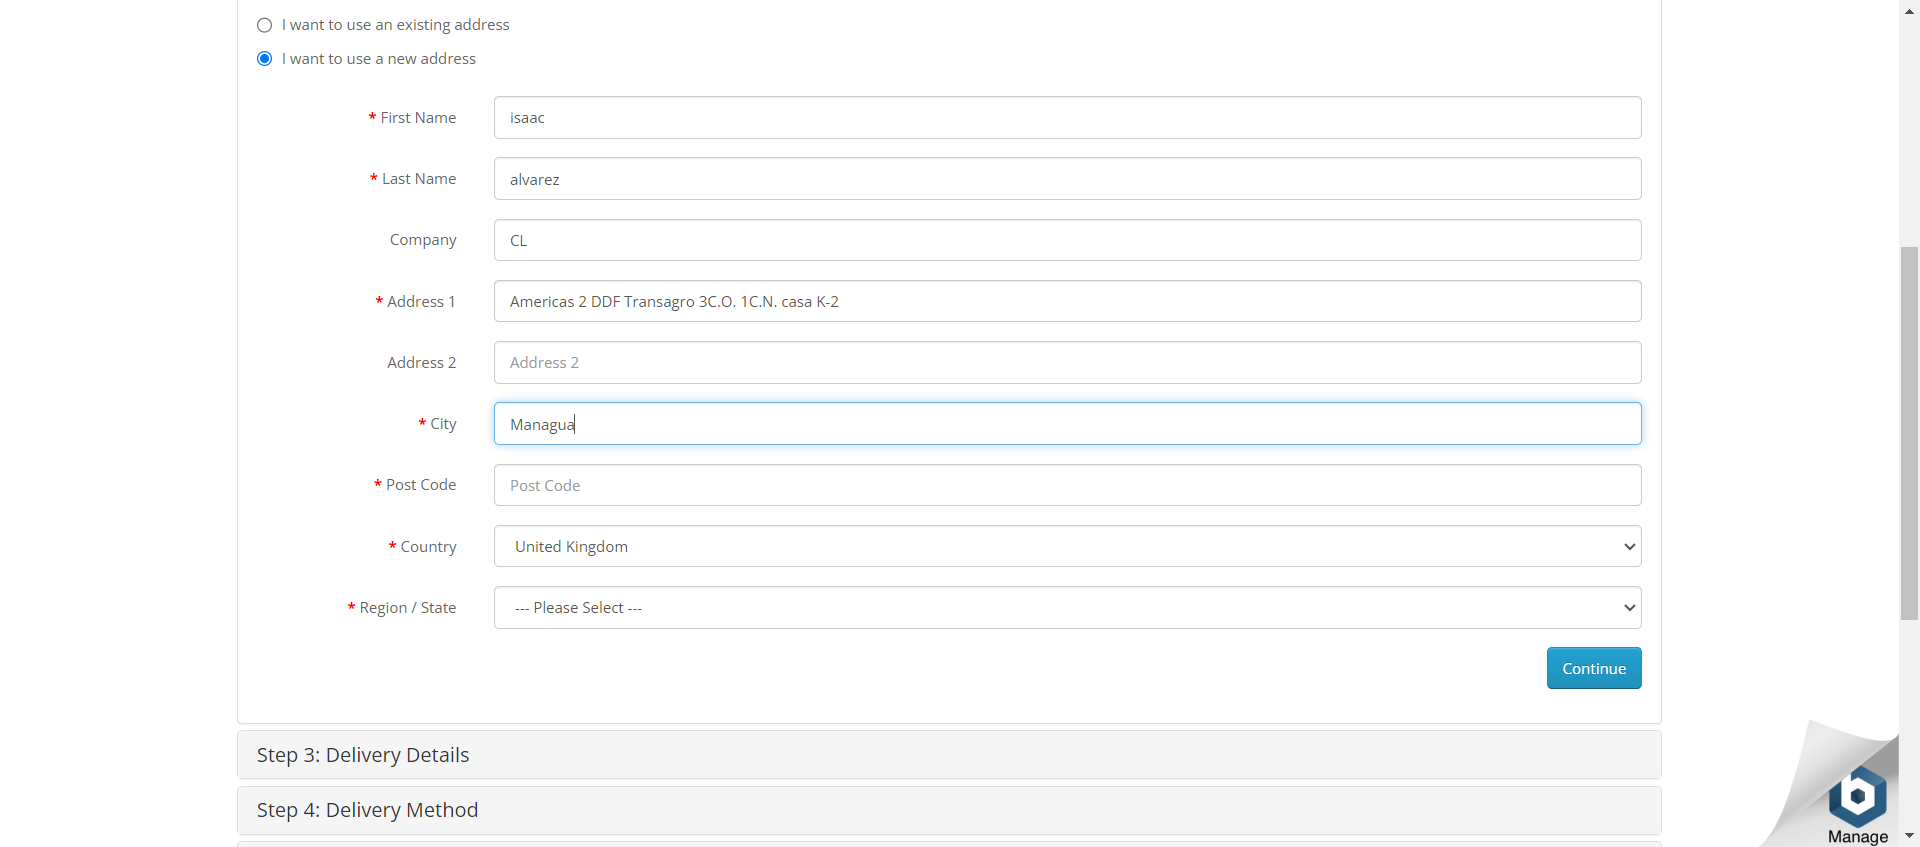 I want to use an existing address
I want to use a new address
* First Name
isaac
* Last Name
alvarez
Company
CL
* Address 1
Americas 2 DDF Transagro 3C.O. 1C.N. casa K-2
Address 2
Address 2
* City
Managua
* Post Code
Post Code
* Country
United Kingdom
* Region / State
--- Please Select ---
Continue
Step 3: Delivery Details
Step 4: Delivery Method
b
Manage